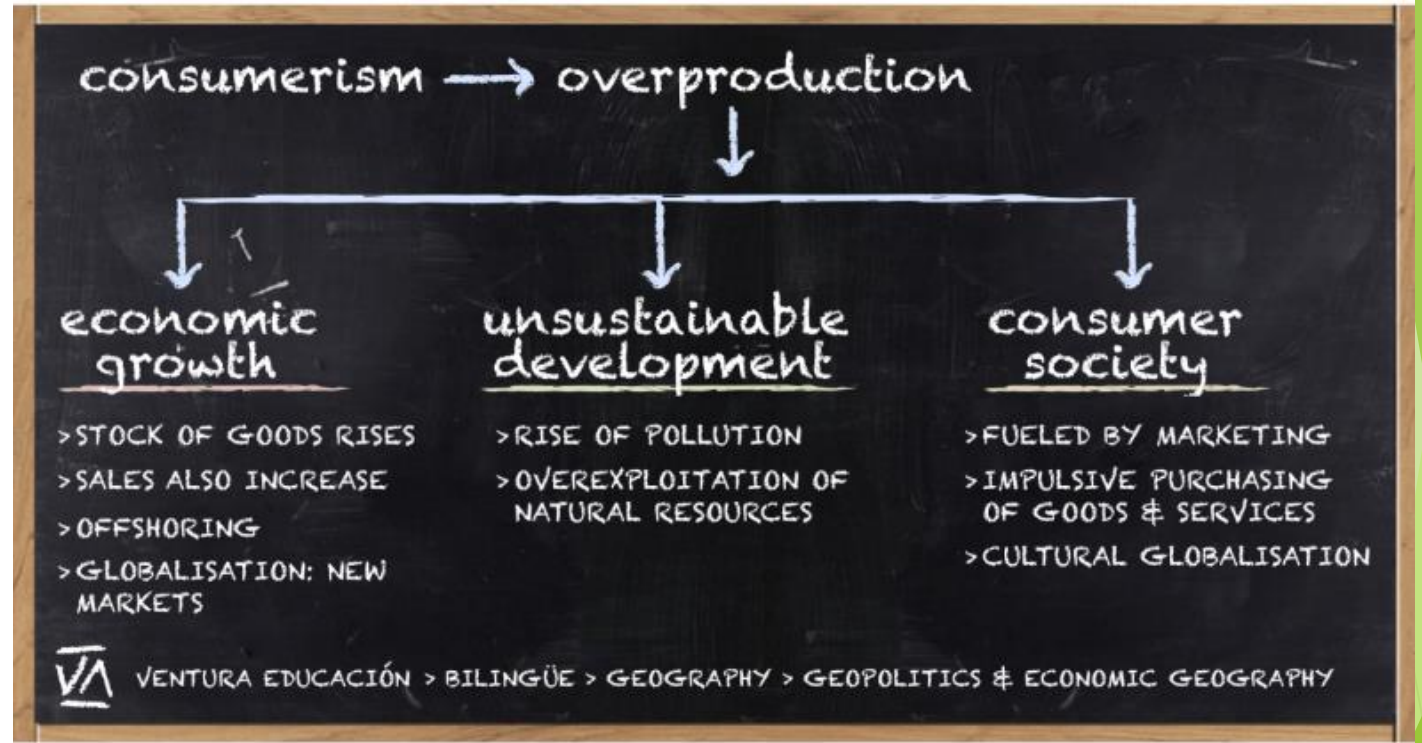 consumerism → overproduction
economic
growth
>STOCK OF GOODS RISES
>SALES ALSO INCREASE
>OFFSHORING
>GLOBALISATION: NEW
MARKETS
unsustainable
development
>RISE OF POLLUTION
>OVEREXPLOITATION OF
NATURAL RESOURCES
consumer
society
>FUELED BY MARKETING
>IMPULSIVE PURCHASING
OF GOODS & SERVICES
>CULTURAL GLOBALISATION
VA VENTURA EDUCACIÓN > BILINGÜE > GEOGRAPHY > GEOPOLITICS & ECONOMIC GEOGRAPHY